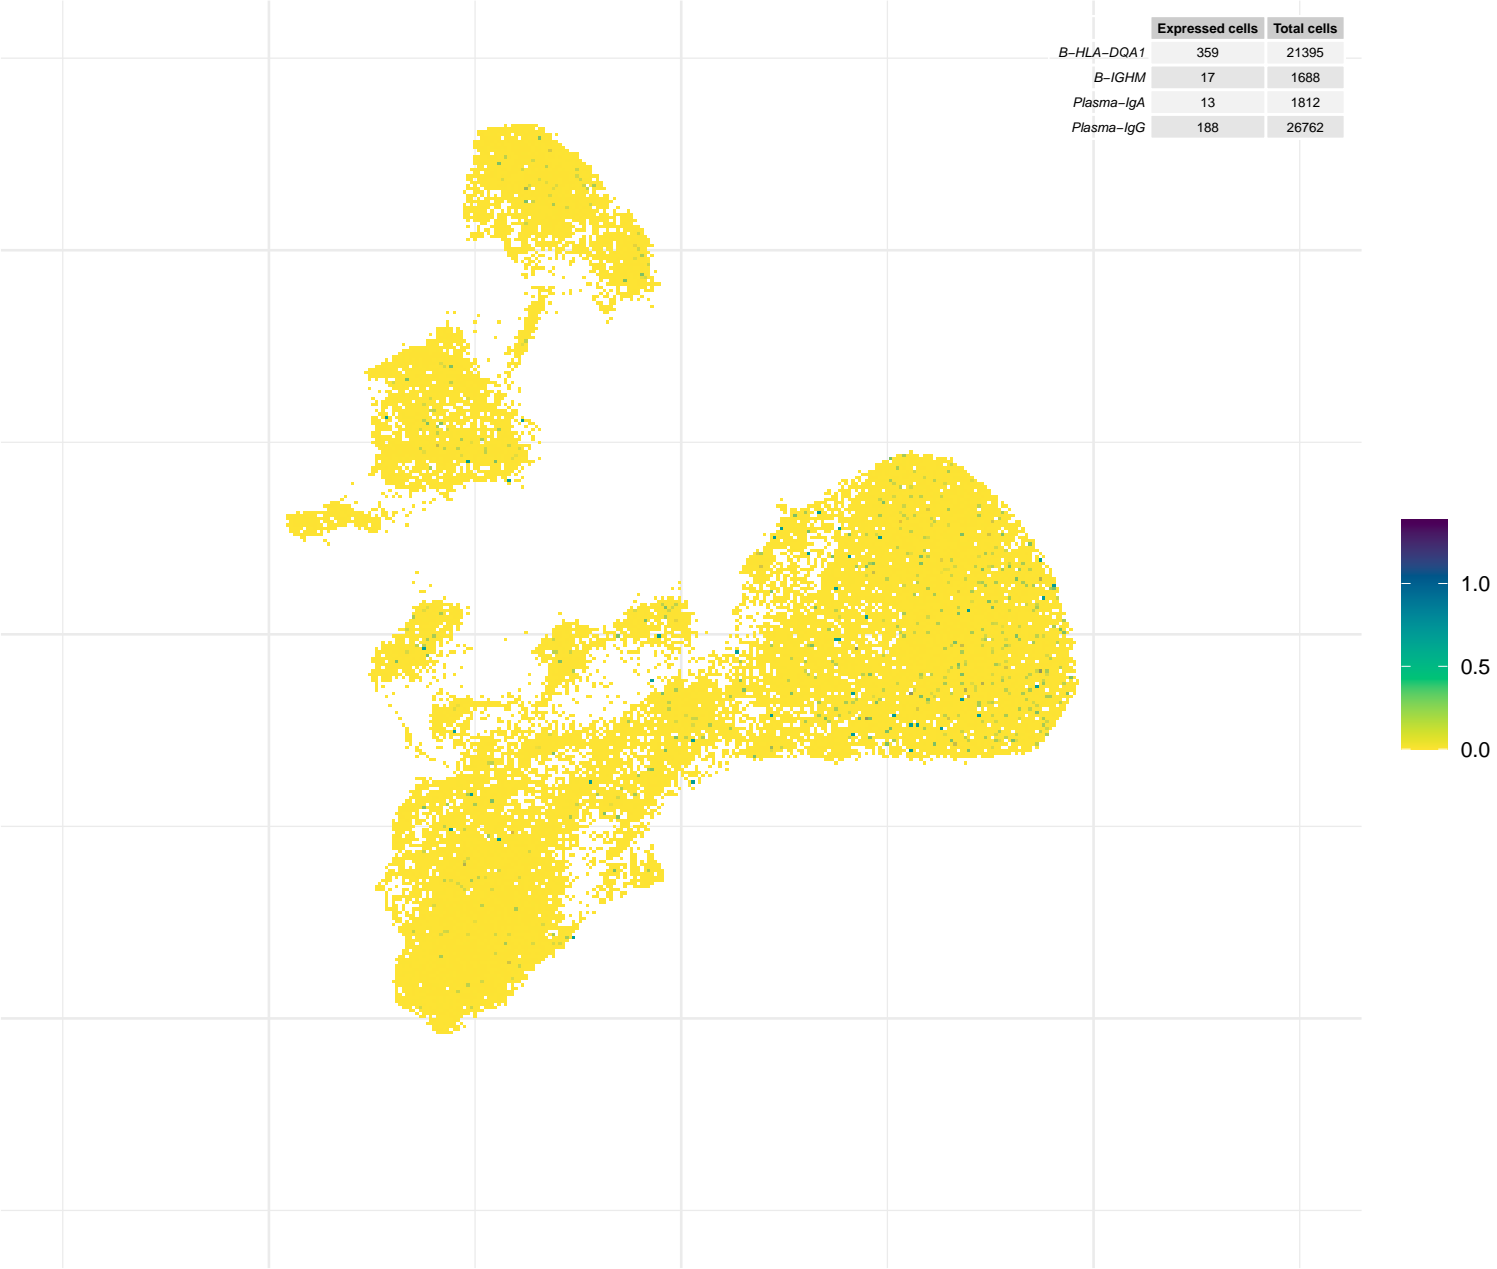 Expressed cells Total cells
B−HLA−DQA1 359 21395
B−IGHM 17 1688
Plasma−IgA 13 1812
Plasma−IgG 188 26762
1.0
0.5
0.0